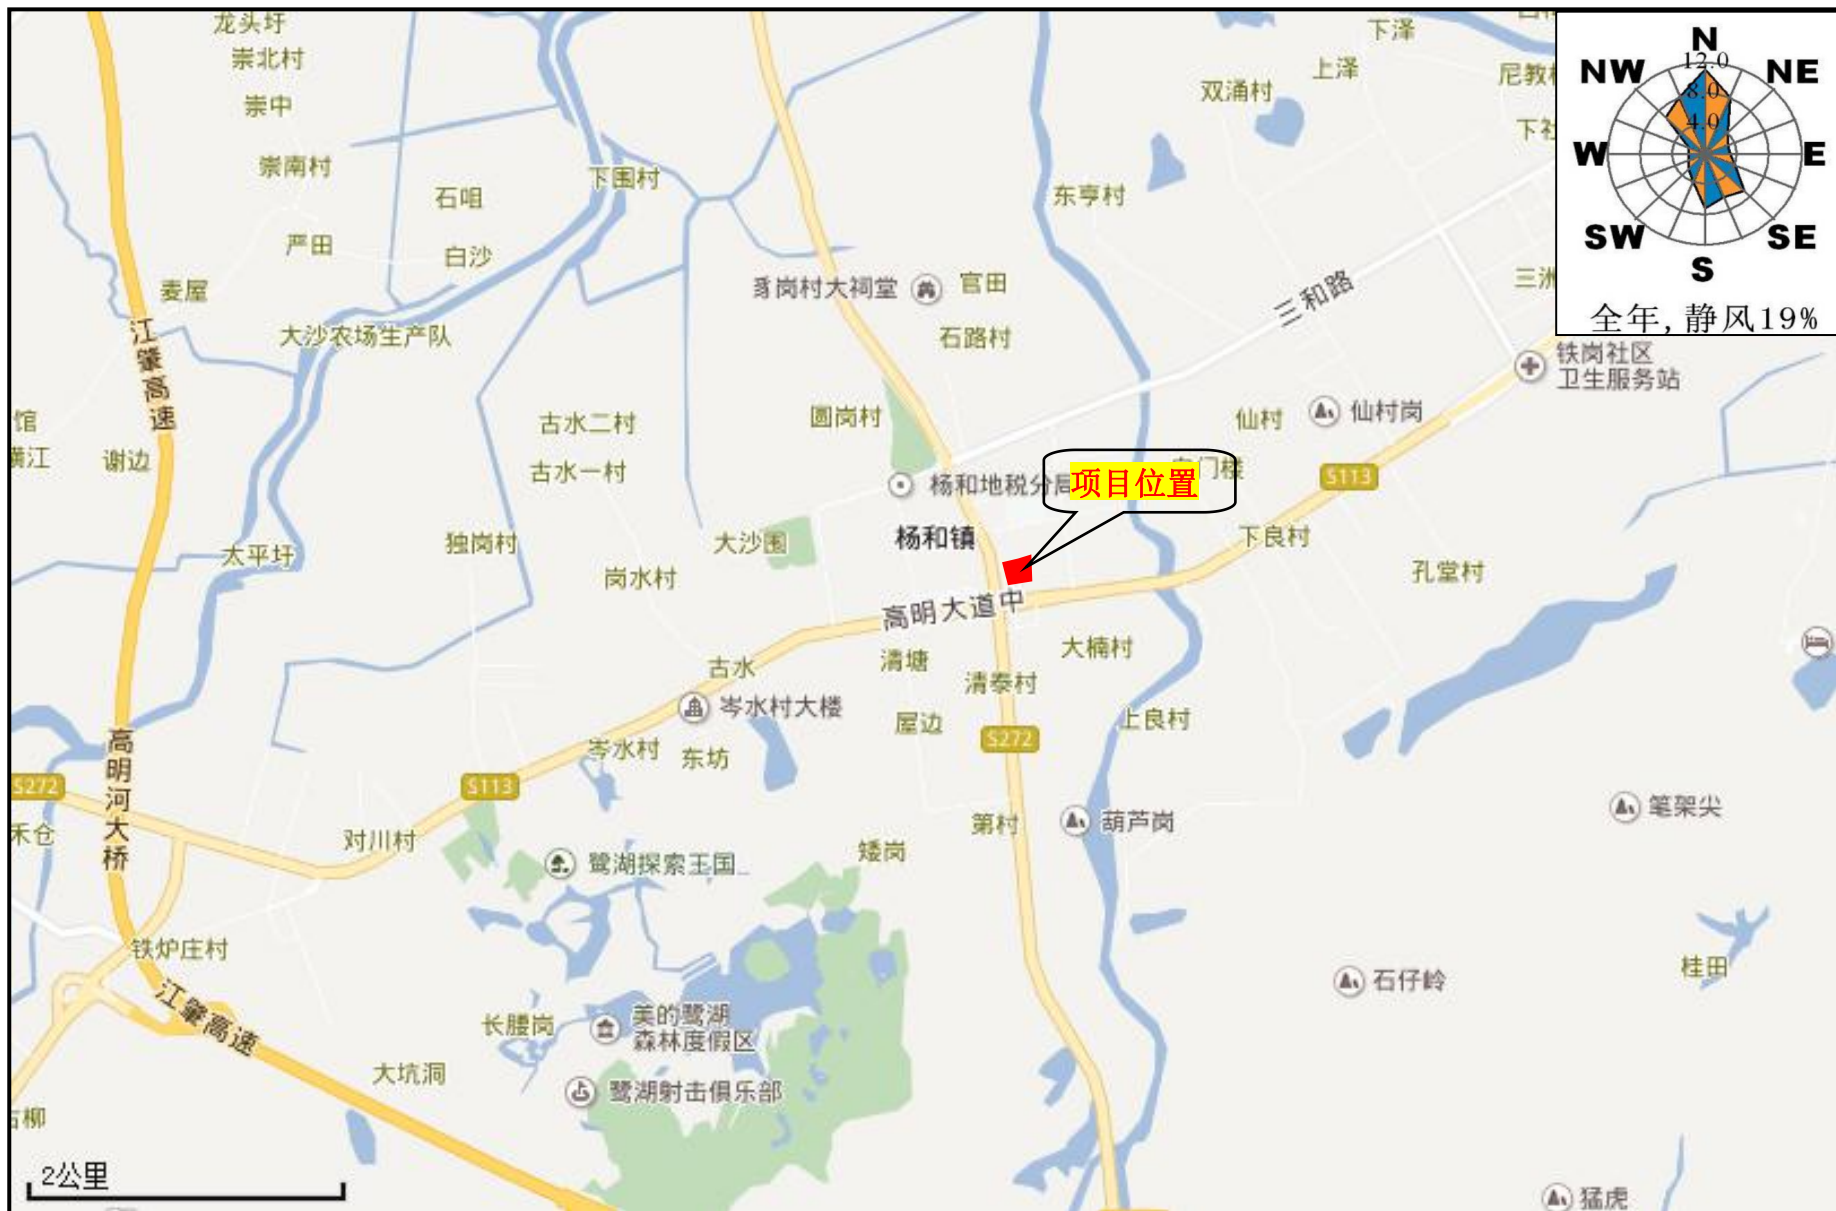 龙头圩
崇北村
崇中
崇南村
石咀
下围村
严田
白沙
麦屋
大沙农场生产队
江肇高速
下泽
上泽
双涌村
东亨村
官田
石路村
三和路
N
NE
E
SE
S
SW
W
NW
12.0
8.0
4.0
全年,静风19%
铁岗社区
卫生服务站
仙村
仙村岗
S113
圆岗村
古水二村
古水一村
谢边
杨和地税分局
项目位置
杨和镇
大沙围
独岗村
岗水村
太平圩
下良村
孔堂村
高明大道中
大楠村
清塘
清泰村
古水
岑水村大楼
屋边
上良村
S272
岑水村
东坊
S113
S272
高明河大桥
禾仓
对川村
第村
葫芦岗
笔架尖
矮岗
鹭湖探索王国
铁炉庄村
江肇高速
长腰岗
美的鹭湖
森林度假区
石仔岭
桂田
大坑洞
鹭湖射击俱乐部
2公里
猛虎